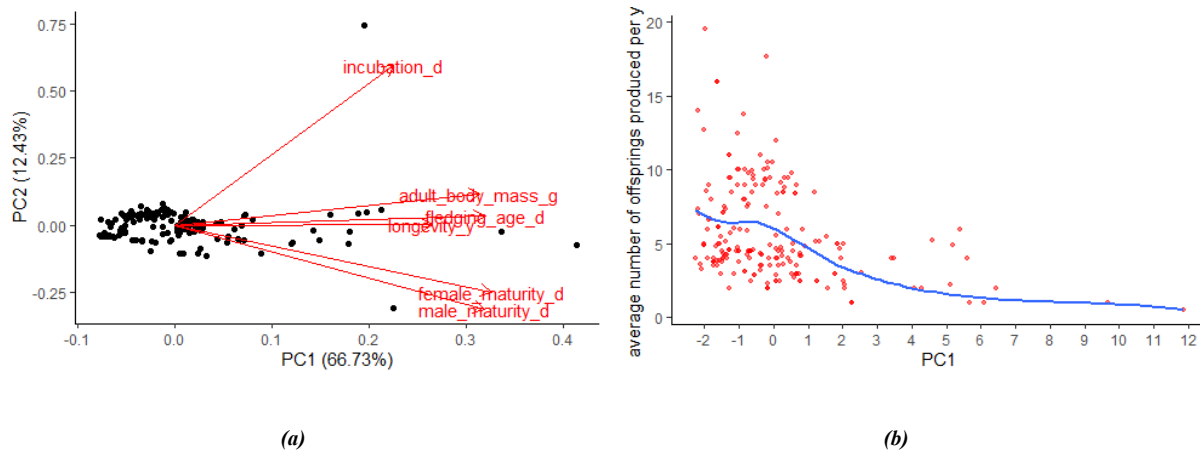 0.75
0.50
0.25
0.00
-0.25
PC2 (12.43%)
incubation_d
adult_body_mass_g
fledging_age_d
longevity_y
female_maturity_d
male_maturity_d
-0.1 0.0 0.1 0.2 0.3 0.4
PC1 (66.73%)
(a)
20
15
10
5
0
average number of offsprings produced per y
-2 -1 0 1 2 3 4 5 6 7 8 9 10 11 12
PC1
(b)